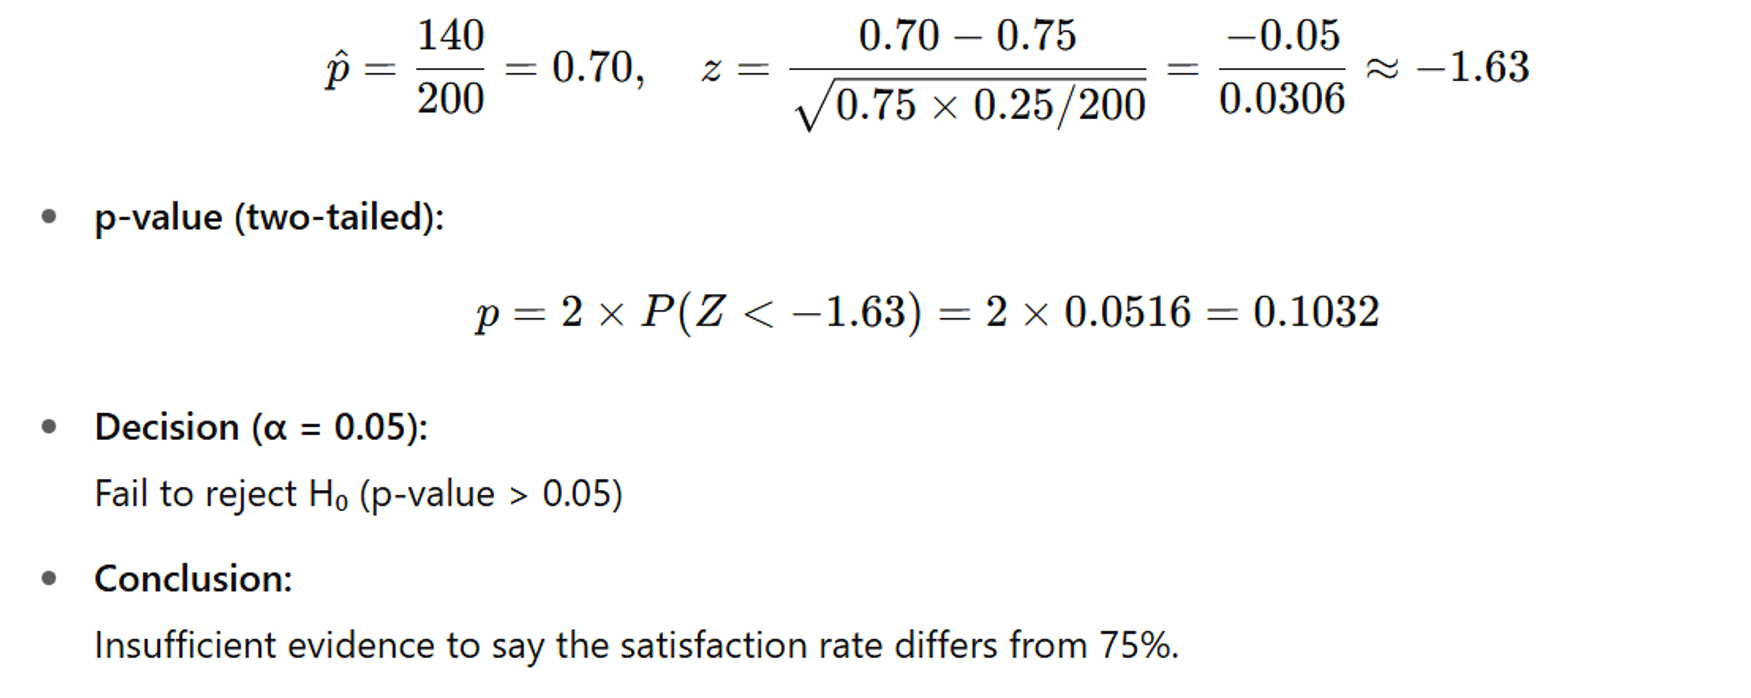 p̂ = 140/200 = 0.70,  z = (0.70 − 0.75)/√(0.75 × 0.25/200) = −0.05/0.0306 ≈ −1.63
• p-value (two-tailed):
p = 2 × P(Z < −1.63) = 2 × 0.0516 = 0.1032
• Decision (α = 0.05):
Fail to reject H₀ (p-value > 0.05)
• Conclusion:
Insufficient evidence to say the satisfaction rate differs from 75%.